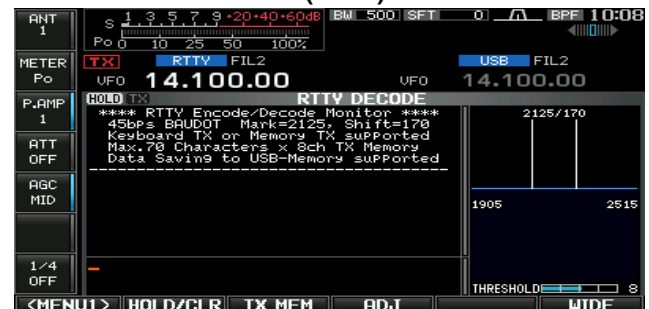 ANT
1
S 1 3 5 7 9 +20+40+60dB
Po 0 10 25 50 100%
BW 500 SFT 0 BPF 10:08
METER
Po
TX RTTY FIL2
VFO 14.100.00
USB FIL2
VFO 14.100.00
P.AMP
1
HOLD TX RTTY DECODE
**** RTTY Encode/Decode Monitor ****
45bps BAUDOT Mark=2125, Shift=170
Keyboard TX or Memory TX supported
Max.70 Characters x 8ch TX Memory
Data Saving to USB-Memory supported
--------------------------------------
2125/170
1905 2515
ATT
OFF
AGC
MID
1/4
OFF
THRESHOLD 8
<MENU1> HOLD/CLR TX MEM ADJ WIDE